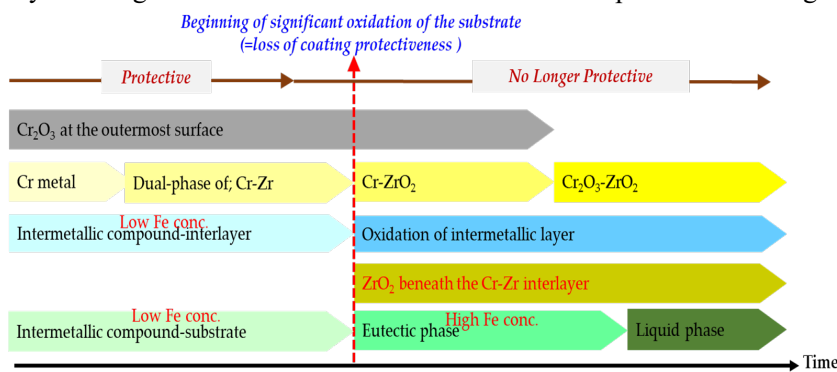 Beginning of significant oxidation of the substrate
(=loss of coating protectiveness )
Protective
No Longer Protective
Cr₂O₃ at the outermost surface
Cr metal
Dual-phase of; Cr-Zr
Cr-ZrO₂
Cr₂O₃-ZrO₂
Low Fe conc.
Intermetallic compound-interlayer
Oxidation of intermetallic layer
ZrO₂ beneath the Cr-Zr interlayer
Low Fe conc.
High Fe conc.
Intermetallic compound-substrate
Eutectic phase
Liquid phase
Time